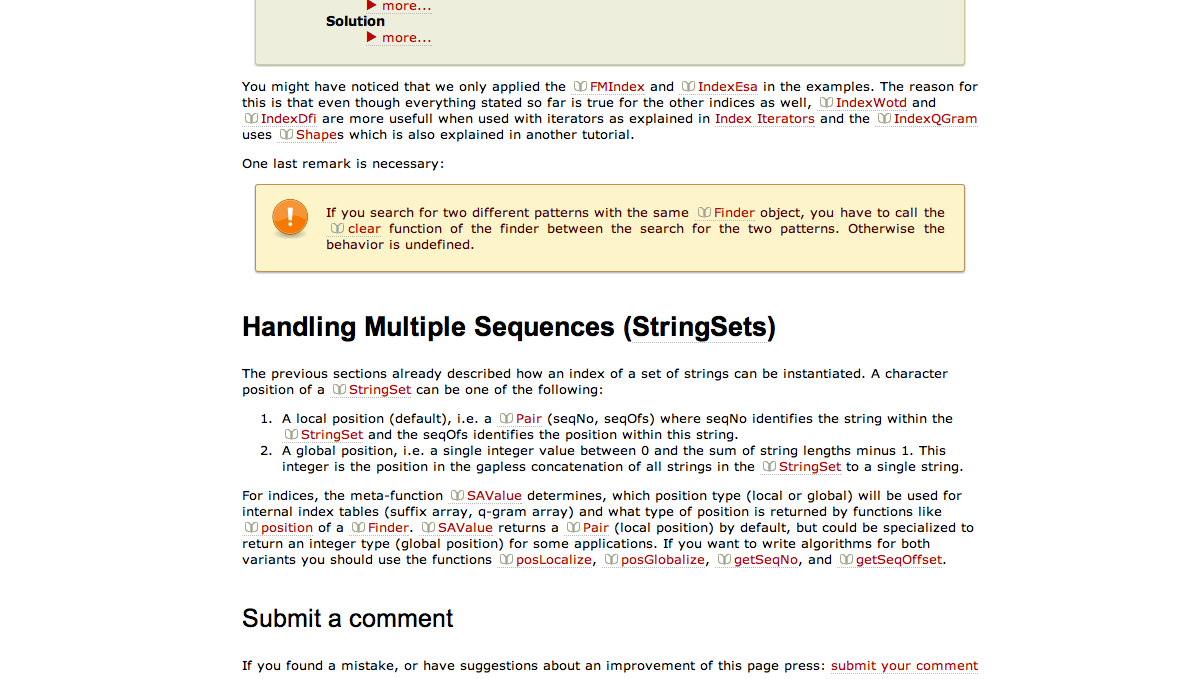 more...
Solution
more...
You might have noticed that we only applied the FMIndex and IndexEsa in the examples. The reason for
this is that even though everything stated so far is true for the other indices as well, IndexWotd and
IndexDfi are more usefull when used with iterators as explained in Index Iterators and the IndexQGram
uses Shapes which is also explained in another tutorial.
One last remark is necessary:
If you search for two different patterns with the same Finder object, you have to call the
clear function of the finder between the search for the two patterns. Otherwise the
behavior is undefined.
Handling Multiple Sequences (StringSets)
The previous sections already described how an index of a set of strings can be instantiated. A character
position of a StringSet can be one of the following:
1. A local position (default), i.e. a Pair (seqNo, seqOfs) where seqNo identifies the string within the
StringSet and the seqOfs identifies the position within this string.
2. A global position, i.e. a single integer value between 0 and the sum of string lengths minus 1. This
integer is the position in the gapless concatenation of all strings in the StringSet to a single string.
For indices, the meta-function SAValue determines, which position type (local or global) will be used for
internal index tables (suffix array, q-gram array) and what type of position is returned by functions like
position of a Finder. SAValue returns a Pair (local position) by default, but could be specialized to
return an integer type (global position) for some applications. If you want to write algorithms for both
variants you should use the functions posLocalize, posGlobalize, getSeqNo, and getSeqOffset.
Submit a comment
If you found a mistake, or have suggestions about an improvement of this page press: submit your comment